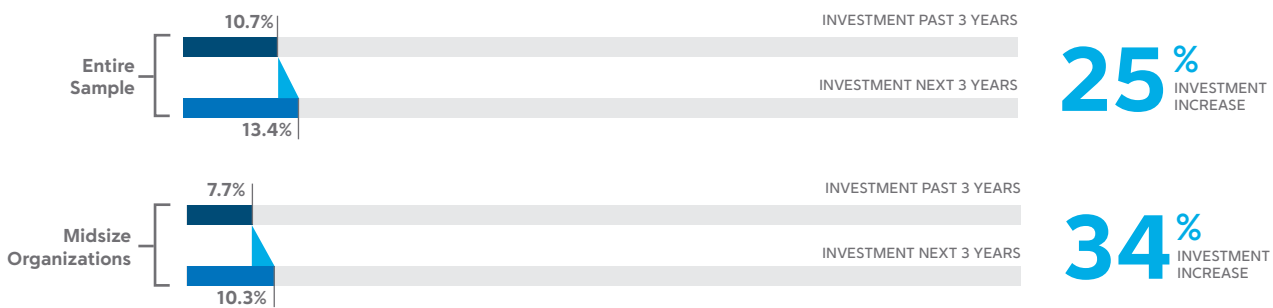 10.7%
INVESTMENT PAST 3 YEARS
Entire
Sample
INVESTMENT NEXT 3 YEARS
13.4%
25%
INVESTMENT
INCREASE
7.7%
INVESTMENT PAST 3 YEARS
Midsize
Organizations
INVESTMENT NEXT 3 YEARS
10.3%
34%
INVESTMENT
INCREASE